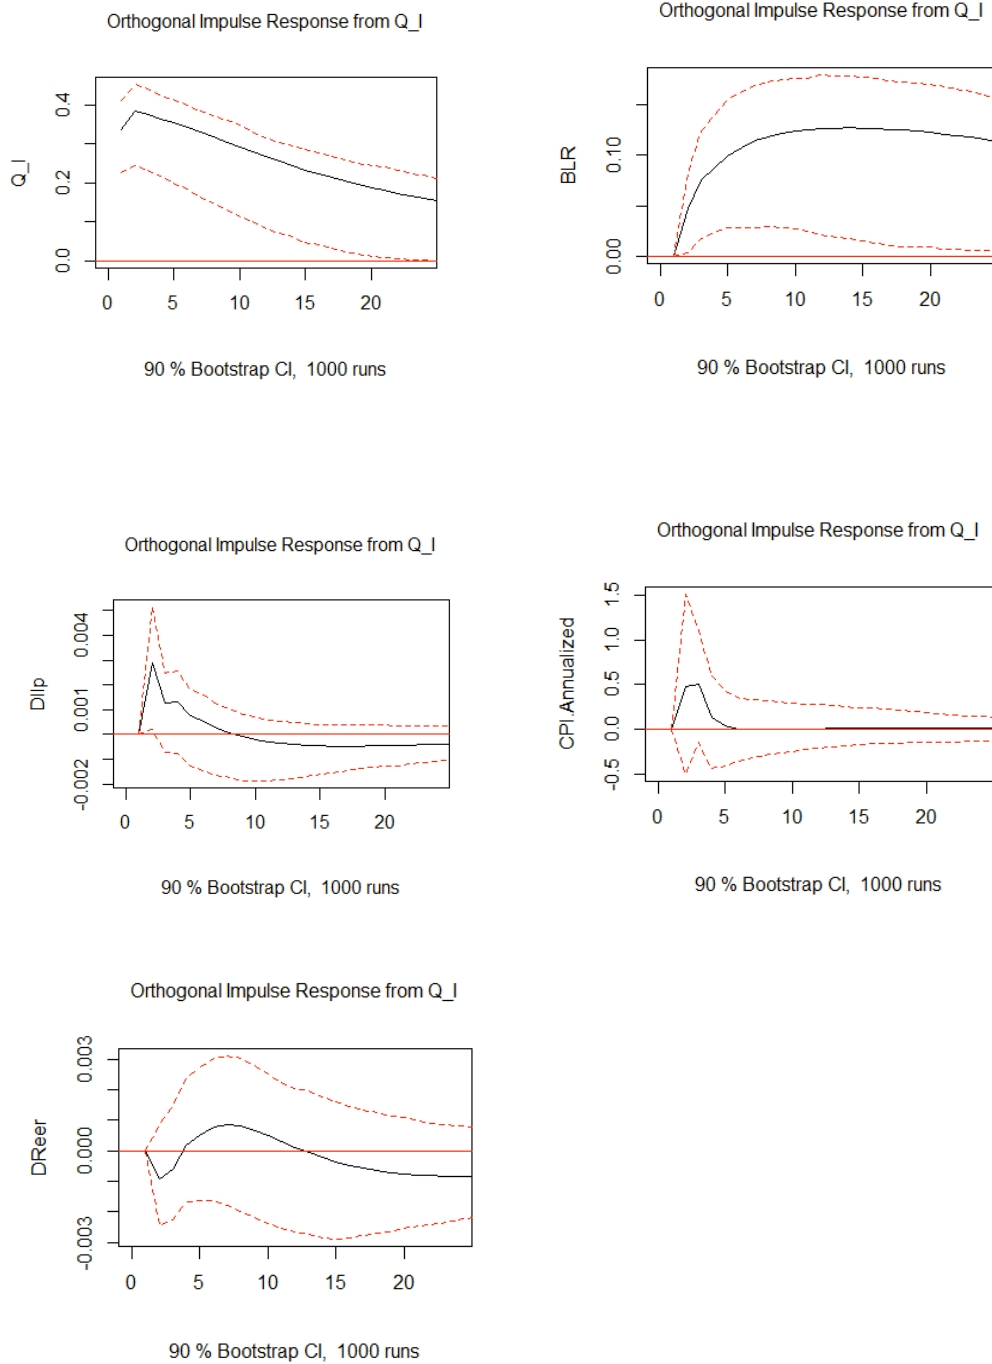 Orthogonal Impulse Response from Q_I
Q_I
0.0 0.2 0.4
0 5 10 15 20
90 % Bootstrap CI, 1000 runs
Orthogonal Impulse Response from Q_I
BLR
0.00 0.10
0 5 10 15 20
90 % Bootstrap CI, 1000 runs
Orthogonal Impulse Response from Q_I
DIIp
-0.002 0.001 0.004
0 5 10 15 20
90 % Bootstrap CI, 1000 runs
Orthogonal Impulse Response from Q_I
CPI.Annualized
-0.5 0.0 0.5 1.0 1.5
0 5 10 15 20
90 % Bootstrap CI, 1000 runs
Orthogonal Impulse Response from Q_I
DReer
-0.003 0.000 0.003
0 5 10 15 20
90 % Bootstrap CI, 1000 runs